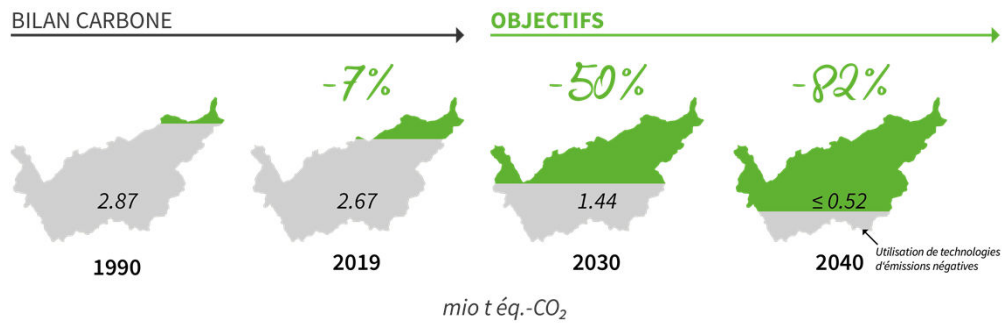 BILAN CARBONE
OBJECTIFS
-7%
-50%
-82%
2.87
2.67
1.44
≤ 0.52
1990
2019
2030
2040
Utilisation de technologies
d'émissions négatives
mio t éq.-CO₂